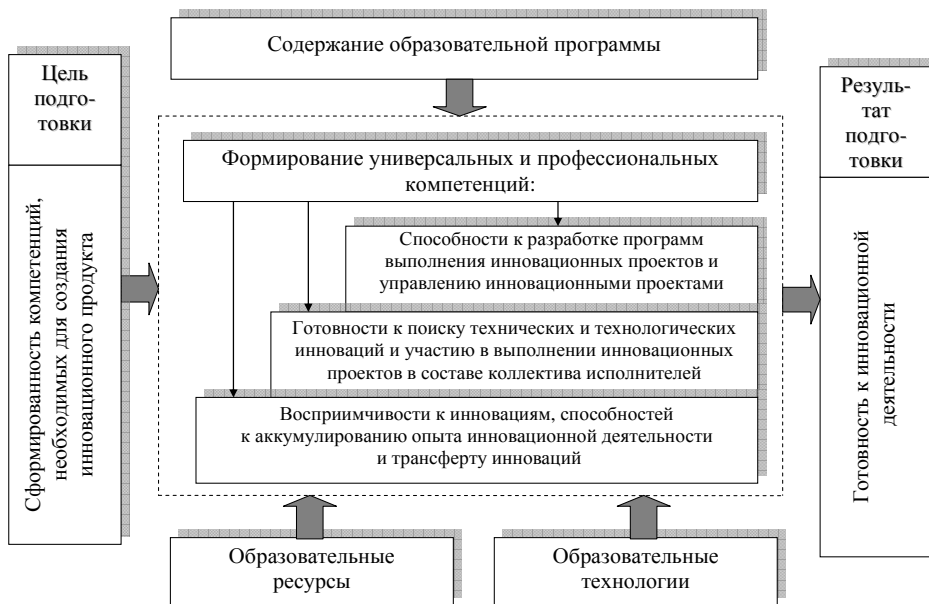 Содержание образовательной программы
Цель
подго-
товки
Сформированность компетенций,
необходимых для создания
инновационного продукта
Формирование универсальных и профессиональных
компетенций:
Способности к разработке программ
выполнения инновационных проектов и
управлению инновационными проектами
Готовности к поиску технических и технологических
инноваций и участию в выполнении инновационных
проектов в составе коллектива исполнителей
Восприимчивости к инновациям, способностей
к аккумулированию опыта инновационной деятельности
и трансферту инноваций
Резуль-
тат
подго-
товки
Готовность к инновационной
деятельности
Образовательные
ресурсы
Образовательные
технологии